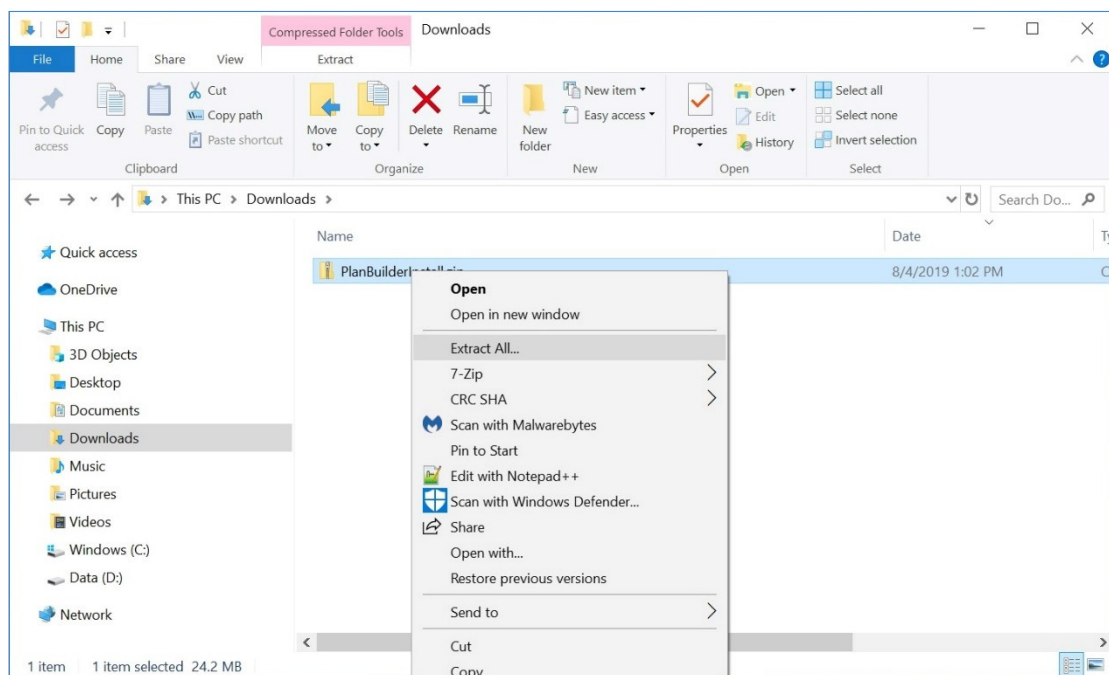 Compressed Folder Tools Downloads
File Home Share View Extract
Pin to Quick access
Copy
Paste
Cut
Copy path
Paste shortcut
Move to
Copy to
Delete
Rename
New folder
New item
Easy access
Properties
Open
Edit
History
Select all
Select none
Invert selection
Clipboard Organize New Open Select
This PC Downloads
Search Do...
Name Date
Quick access
OneDrive
This PC
3D Objects
Desktop
Documents
Downloads
Music
Pictures
Videos
Windows (C:)
Data (D:)
Network
PlanBuilderInstall.zip 8/4/2019 1:02 PM
Open
Open in new window
Extract All...
7-Zip
CRC SHA
Scan with Malwarebytes
Pin to Start
Edit with Notepad++
Scan with Windows Defender...
Share
Open with...
Restore previous versions
Send to
Cut
Copy
1 item 1 item selected 24.2 MB